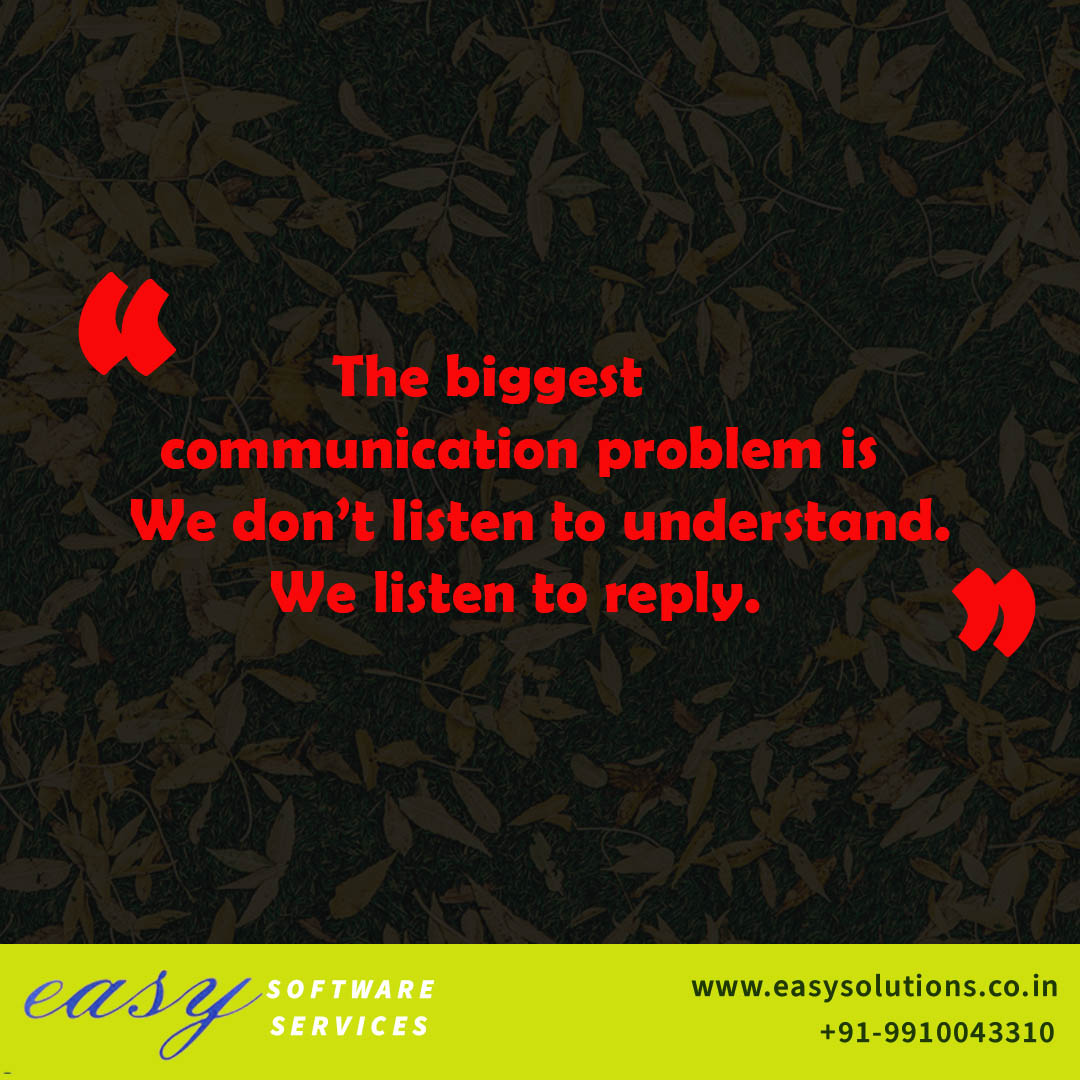 “
The biggest
communication problem is
We don’t listen to understand.
We listen to reply.
”
easy SOFTWARE
SERVICES
www.easysolutions.co.in
+91-9910043310